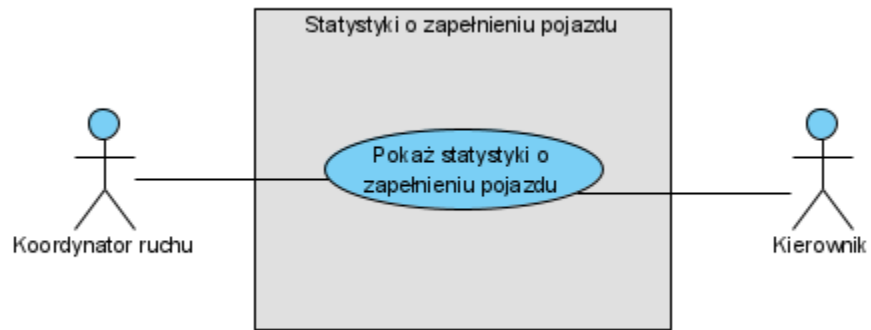 Statystyki o zapełnieniu pojazdu
Pokaż statystyki o
zapełnieniu pojazdu
Koordynator ruchu
Kierownik